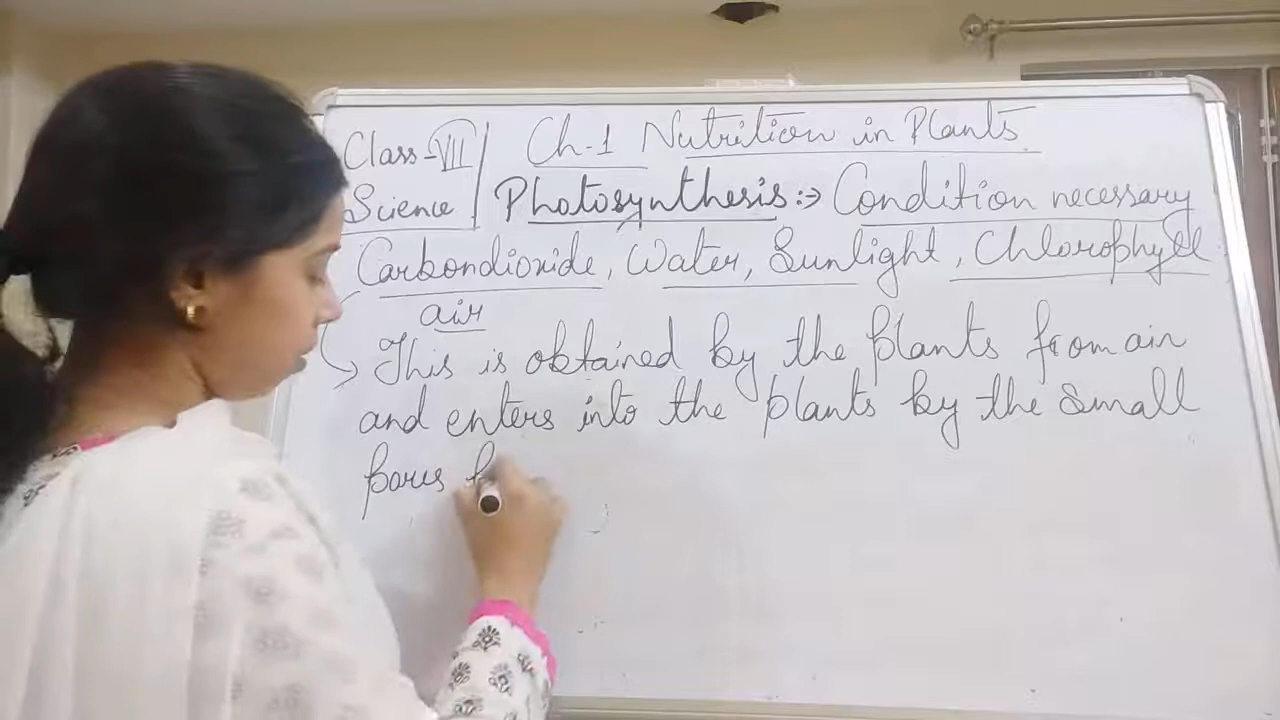 Class-VII Ch-1 Nutrition in Plants
Science Photosynthesis:→ Condition necessary
Carbondioxide, Water, Sunlight, Chlorophyll
air
→ This is obtained by the plants from air
and enters into the plants by the small
pores